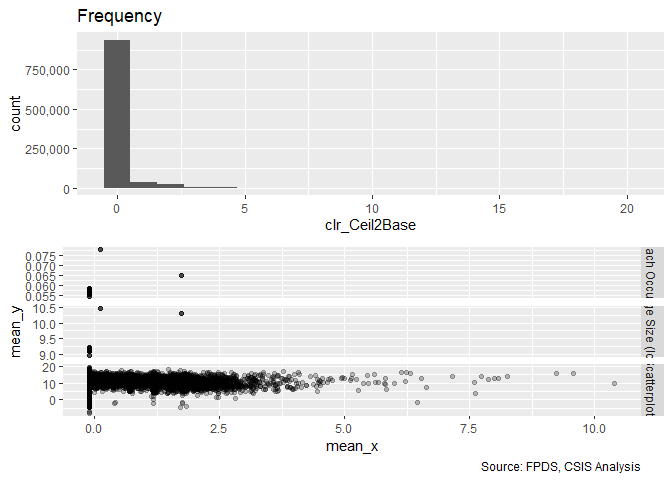 Frequency
count
750,000
500,000
250,000
0
0
5
10
15
20
clr_Ceil2Base
mean_y
0.075
0.070
0.065
0.060
0.055
ach Occu
10.5
10.0
9.5
9.0
ge Size (lo
20
10
0
catterplot
0.0
2.5
5.0
7.5
10.0
mean_x
Source: FPDS, CSIS Analysis